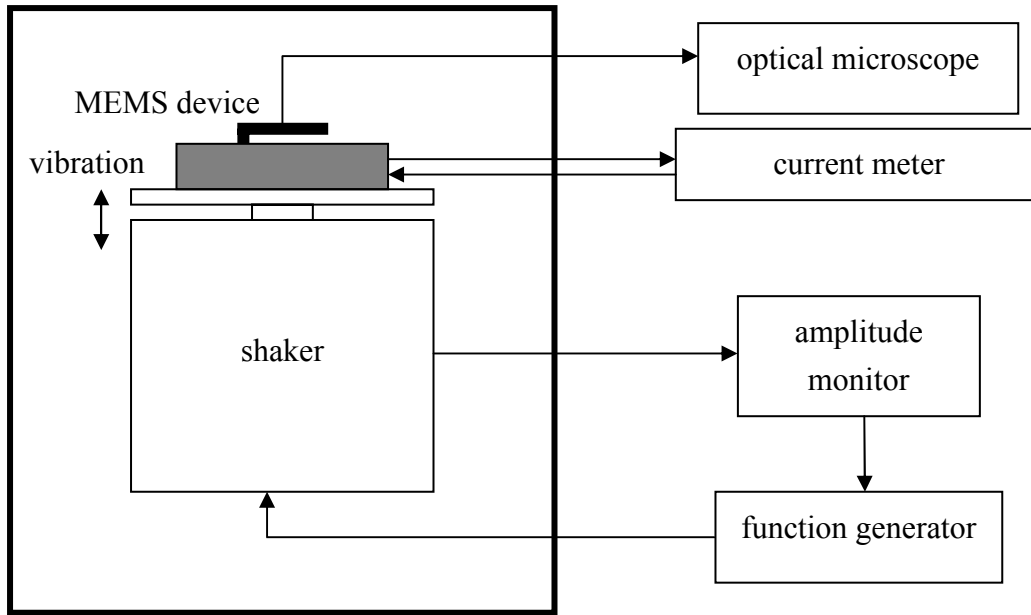 optical microscope
MEMS device
vibration
current meter
shaker
amplitude
monitor
function generator